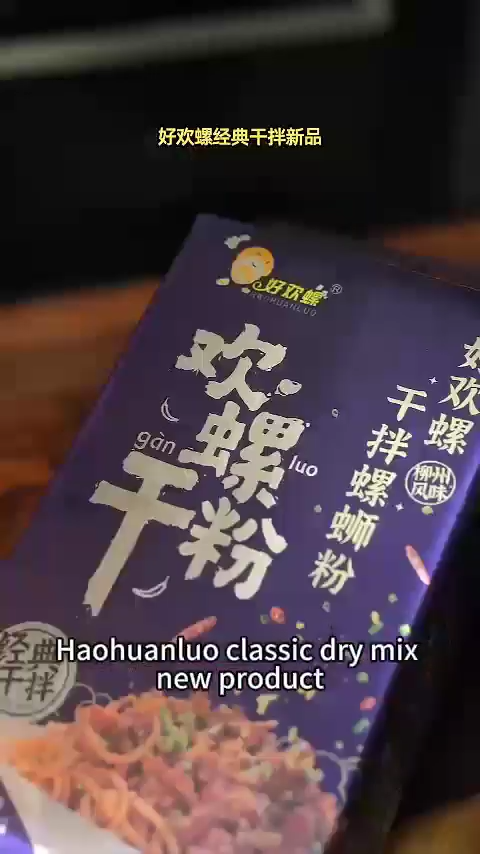 好欢螺经典干拌新品
好欢螺®
HAOHUANLUO
欢
螺
luo
粉
gàn
干
好欢螺
干拌螺蛳粉
柳州
风味
经典
干拌
Haohuanluo classic dry mix
new product